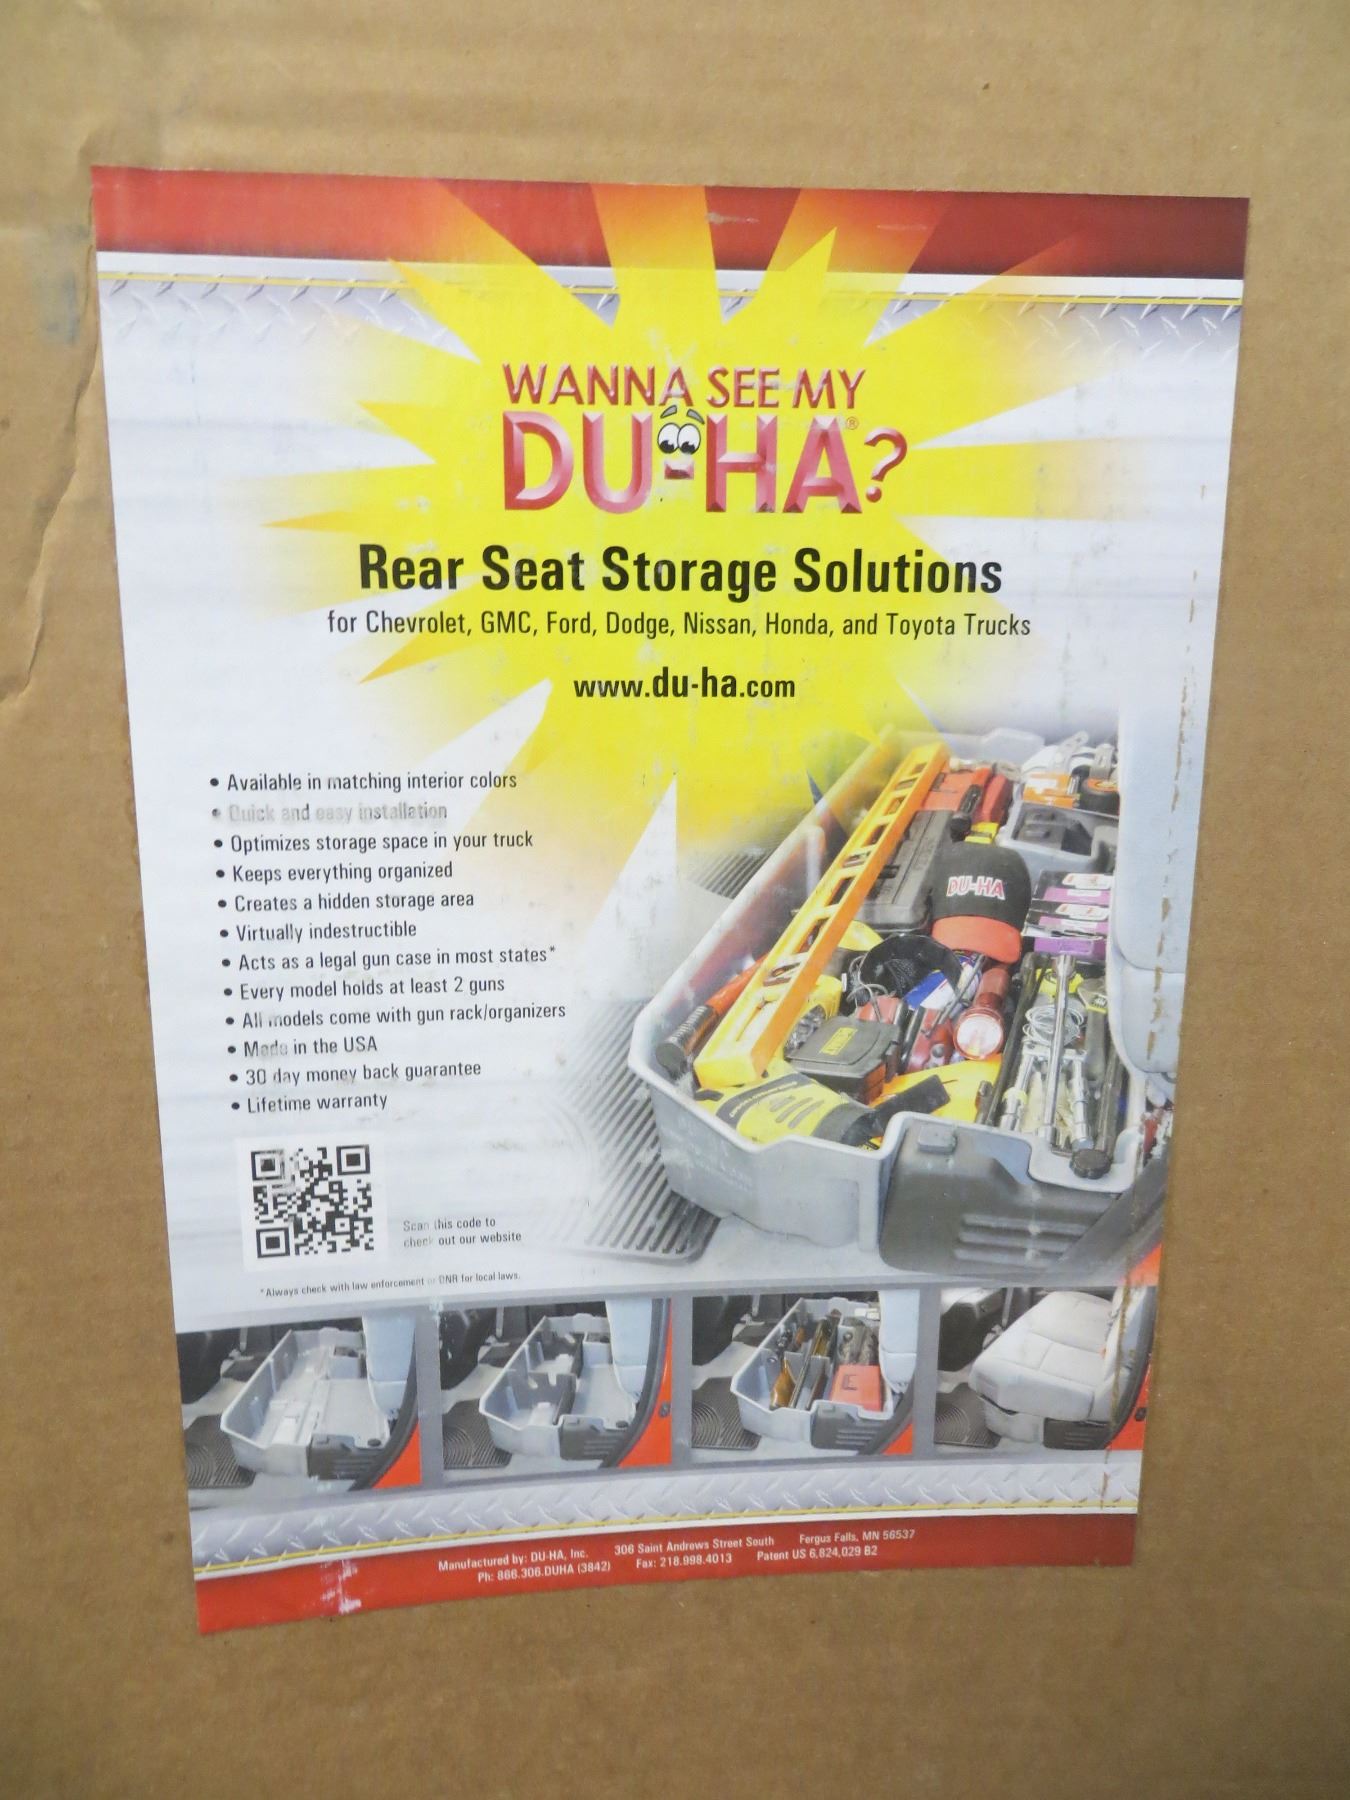 WANNA SEE MY
DU-HA®?
Rear Seat Storage Solutions
for Chevrolet, GMC, Ford, Dodge, Nissan, Honda, and Toyota Trucks
www.du-ha.com
• Available in matching interior colors
• Quick and easy installation
• Optimizes storage space in your truck
• Keeps everything organized
• Creates a hidden storage area
• Virtually indestructible
• Acts as a legal gun case in most states*
• Every model holds at least 2 guns
• All models come with gun rack/organizers
• Made in the USA
• 30 day money back guarantee
• Lifetime warranty
DU-HA
Scan this code to
check out our website
*Always check with law enforcement or DNR for local laws.
Manufactured by: DU-HA, Inc. 306 Saint Andrews Street South Fergus Falls, MN 56537
Ph: 866.306.DUHA (3842) Fax: 218.998.4013 Patent US 6,824,029 B2